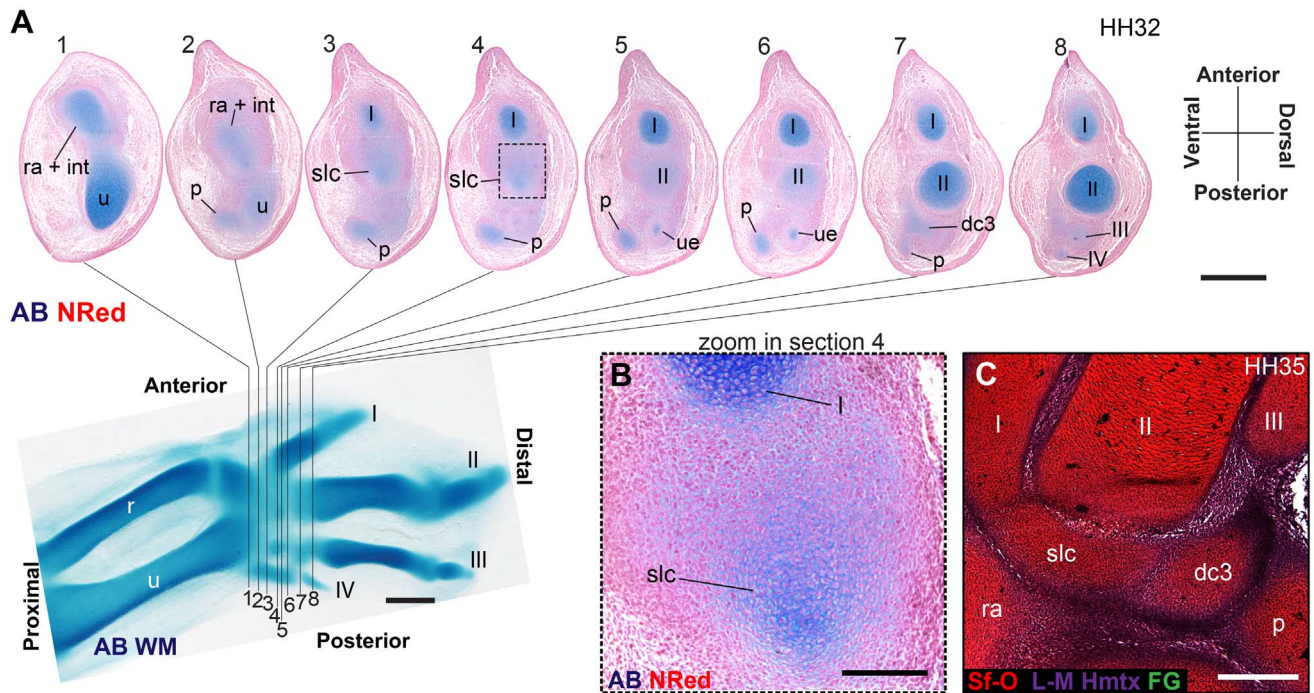 A
1
2
3
4
5
6
7
8
HH32
ra + int
u
ra + int
p
u
I
slc
p
I
slc
p
I
II
p
ue
I
II
p
ue
I
II
dc3
p
I
II
III
IV
Anterior
Ventral
Dorsal
Posterior
AB NRed
Anterior
Proximal
Distal
r
u
I
II
III
IV
1 2 3 4 5 6 7 8
AB WM
Posterior
zoom in section 4
B
I
slc
AB NRed
C
HH35
I
II
III
slc
dc3
ra
p
Sf-O L-M Hmtx FG